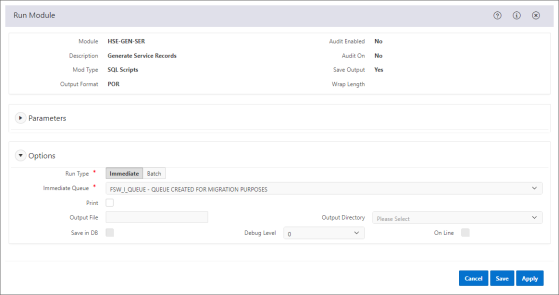 Run Module
Module HSE-GEN-SER Audit Enabled No
Description Generate Service Records Audit On No
Mod Type SQL Scripts Save Output Yes
Output Format POR Wrap Length
Parameters
Options
Run Type * Immediate Batch
Immediate Queue * FSW_I_QUEUE - QUEUE CREATED FOR MIGRATION PURPOSES
Print
Output File Output Directory Please Select
Save in DB Debug Level 0 On Line
Cancel Save Apply